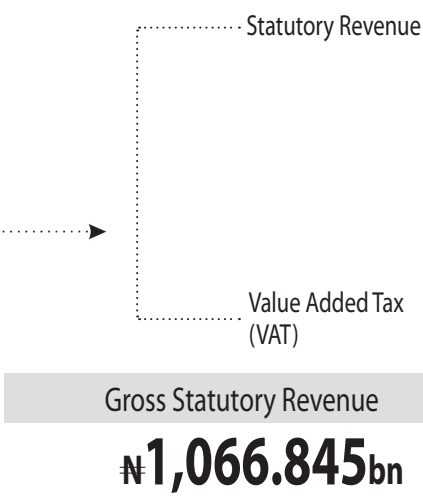 Statutory Revenue
Value Added Tax
(VAT)
Gross Statutory Revenue
₦1,066.845bn